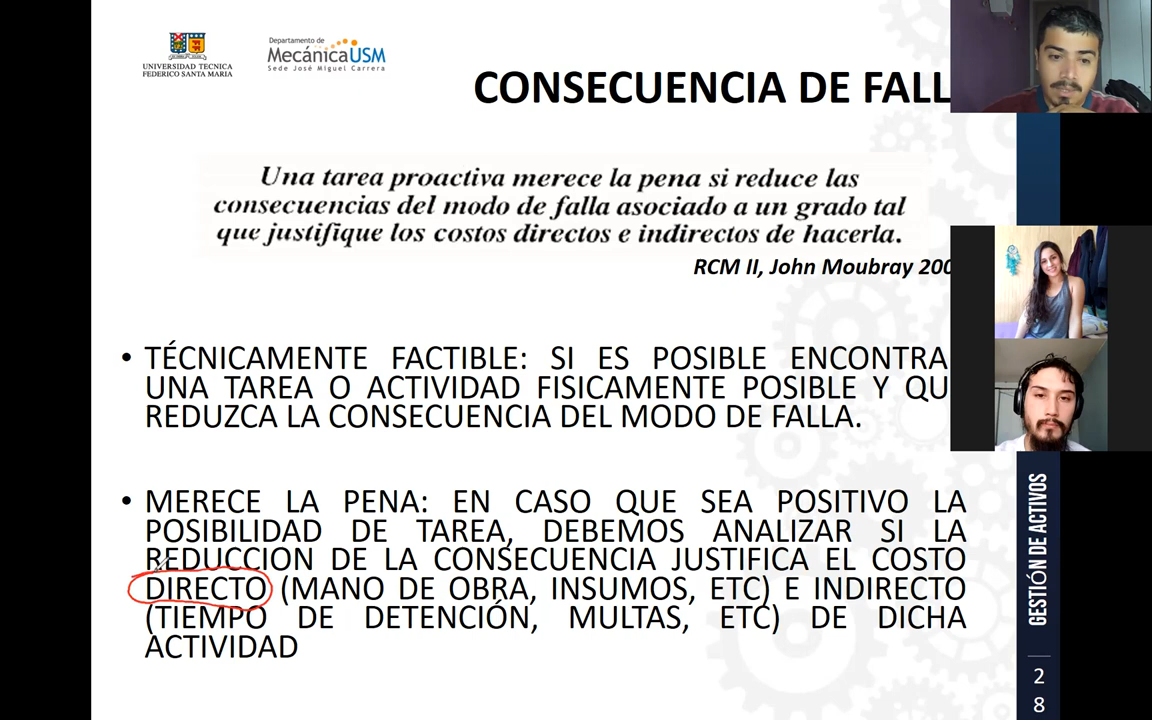 UNIVERSIDAD TECNICA
FEDERICO SANTA MARIA
Departamento de
MecánicaUSM
Sede José Miguel Carrera
CONSECUENCIA DE FALL
Una tarea proactiva merece la pena si reduce las
consecuencias del modo de falla asociado a un grado tal
que justifique los costos directos e indirectos de hacerla.
RCM II, John Moubray 200
• TÉCNICAMENTE FACTIBLE: SI ES POSIBLE ENCONTRA
UNA TAREA O ACTIVIDAD FISICAMENTE POSIBLE Y QU
REDUZCA LA CONSECUENCIA DEL MODO DE FALLA.
• MERECE LA PENA: EN CASO QUE SEA POSITIVO LA
POSIBILIDAD DE TAREA, DEBEMOS ANALIZAR SI LA
REDUCCION DE LA CONSECUENCIA JUSTIFICA EL COSTO
DIRECTO (MANO DE OBRA, INSUMOS, ETC) E INDIRECTO
(TIEMPO DE DETENCIÓN, MULTAS, ETC) DE DICHA
ACTIVIDAD
GESTIÓN DE ACTIVOS
2
8